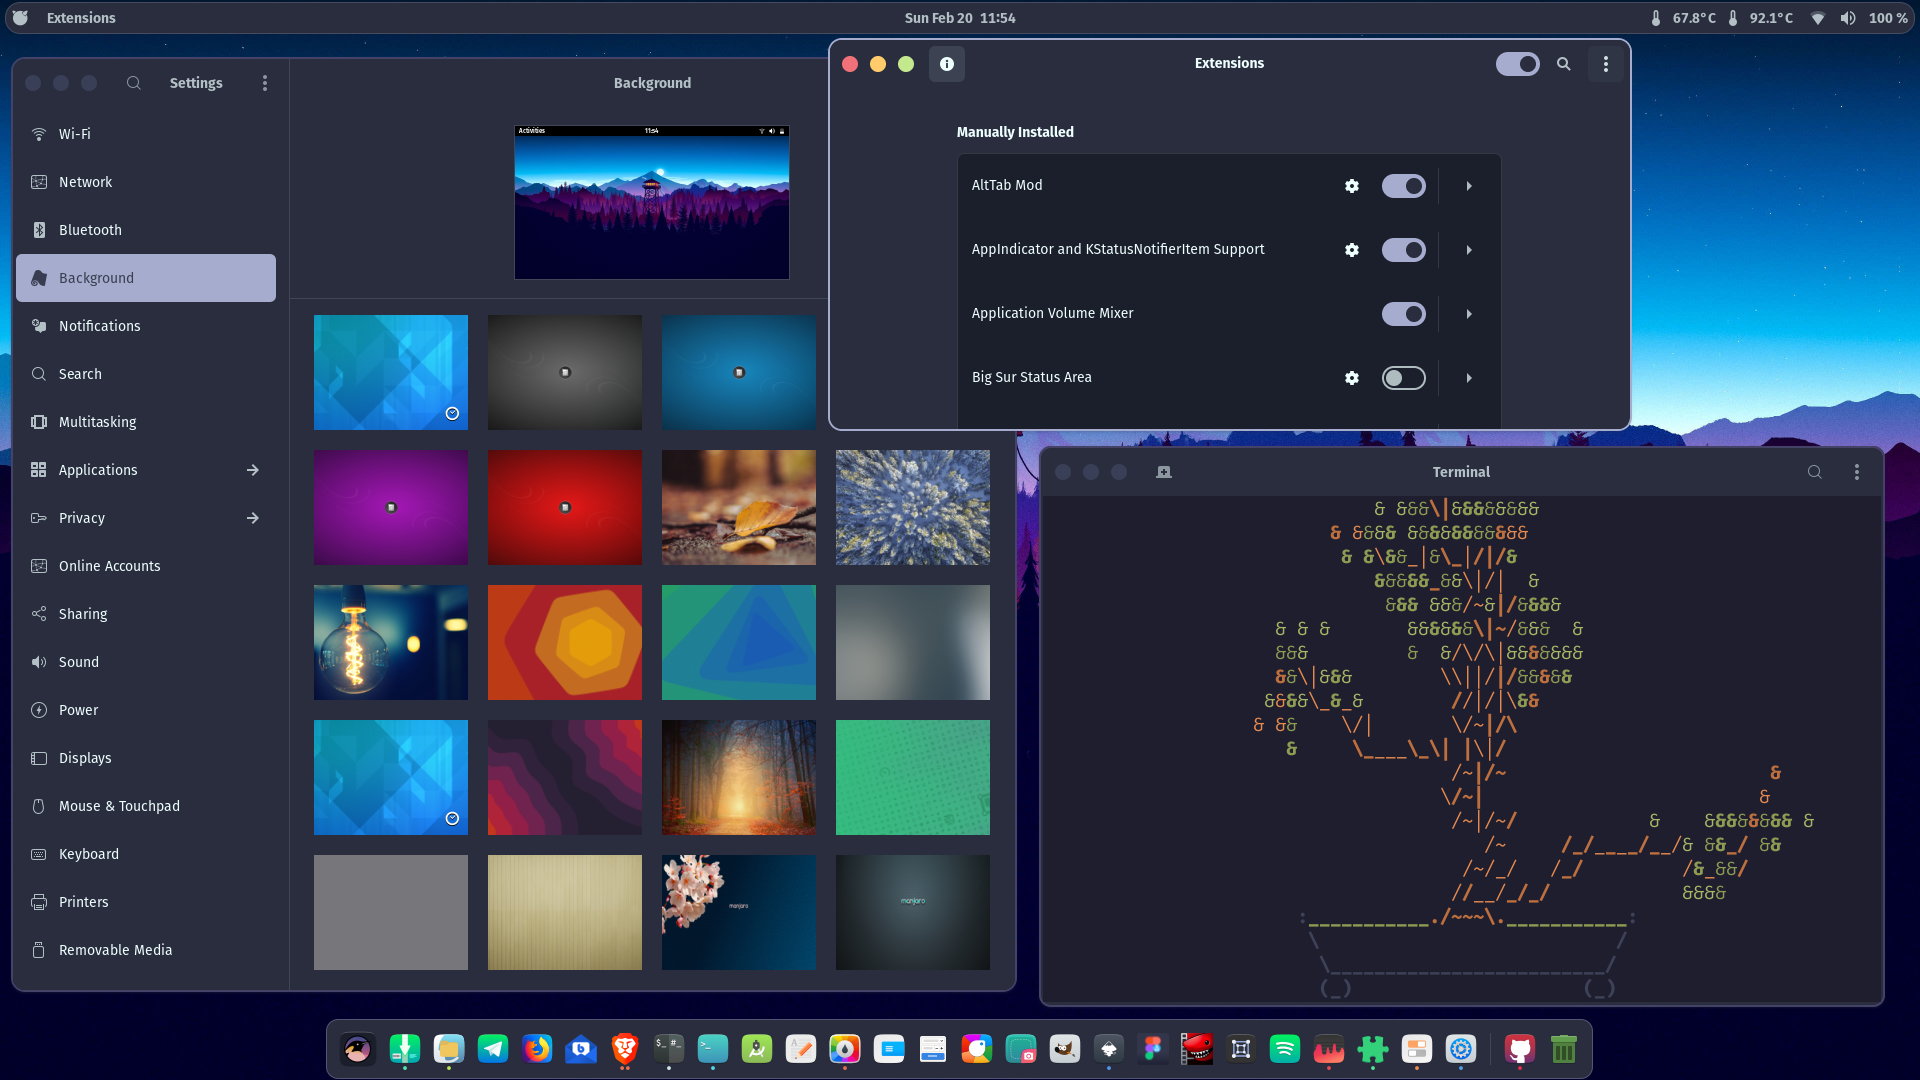 Extensions
Sun Feb 20 11:54
67.8°C 92.1°C 100 %
Settings
Background
Wi-Fi
Network
Bluetooth
Background
Notifications
Search
Multitasking
Applications
Privacy
Online Accounts
Sharing
Sound
Power
Displays
Mouse & Touchpad
Keyboard
Printers
Removable Media
Activities 11:54
manjaro
manjaro
Extensions
Manually Installed
AltTab Mod
AppIndicator and KStatusNotifierItem Support
Application Volume Mixer
Big Sur Status Area
Terminal